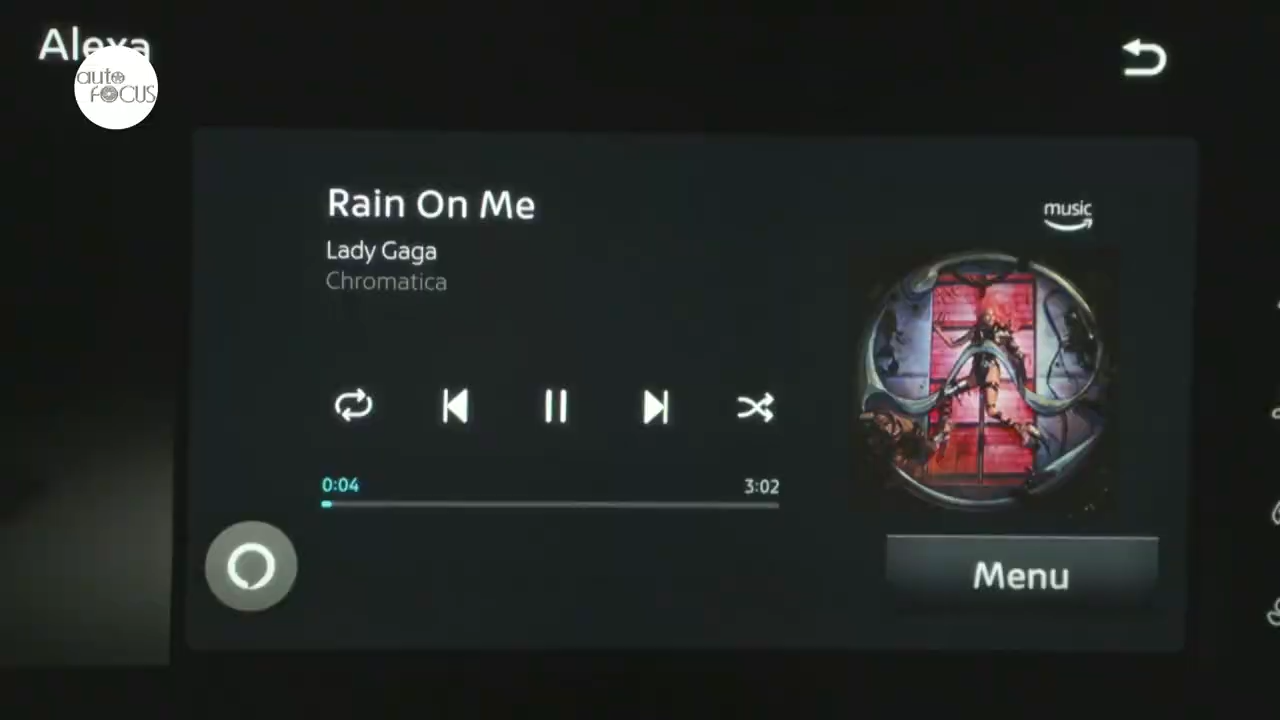 Alexa
auto
FOCUS
Rain On Me
music
Lady Gaga
Chromatica
0:04
3:02
Menu